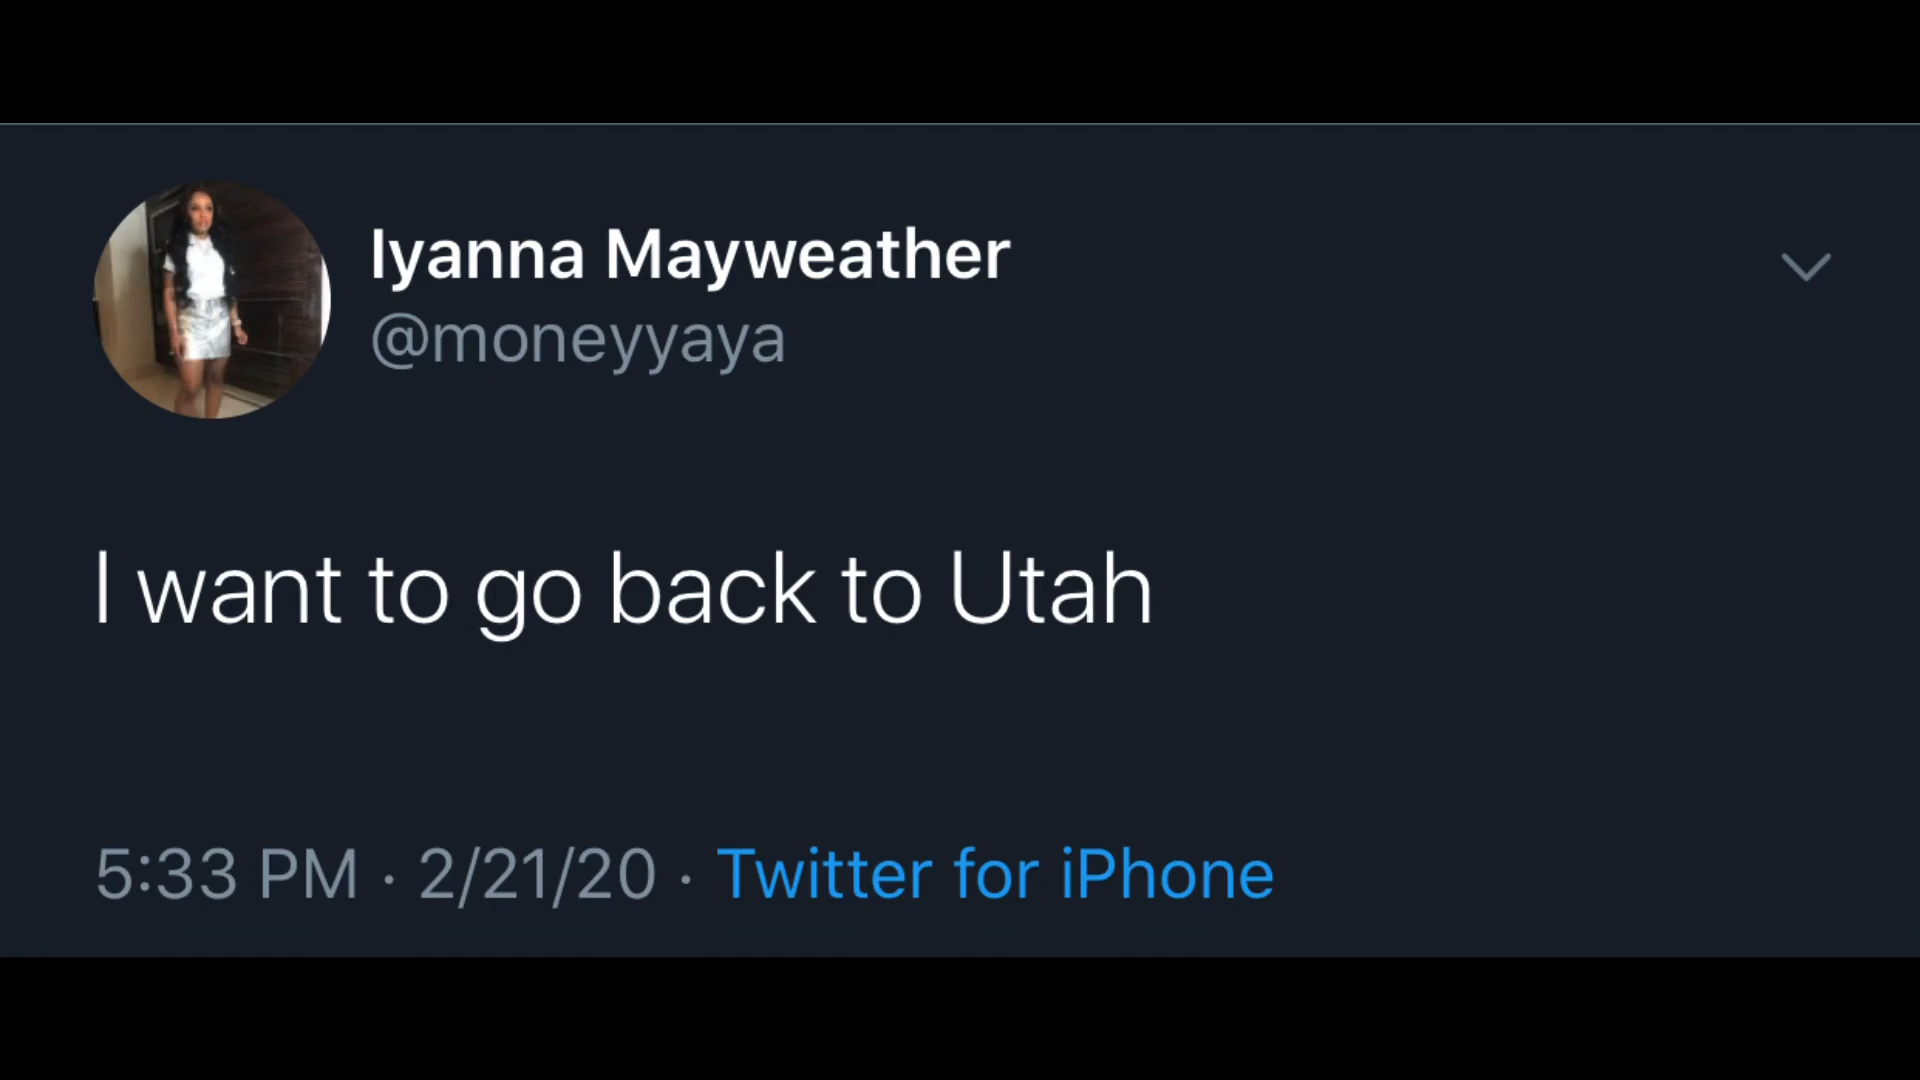 Iyanna Mayweather
@moneyyaya
I want to go back to Utah
5:33 PM · 2/21/20 · Twitter for iPhone